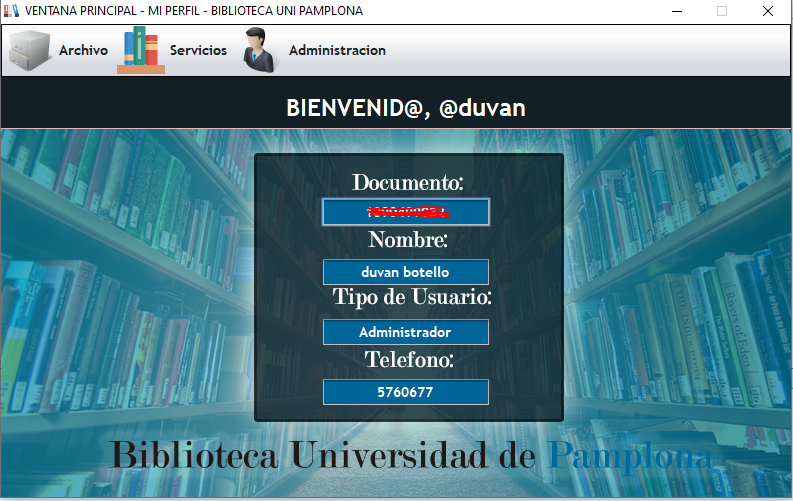 VENTANA PRINCIPAL - MI PERFIL - BIBLIOTECA UNI PAMPLONA
Archivo Servicios Administracion
BIENVENID@, @duvan
Documento:
Nombre:
duvan botello
Tipo de Usuario:
Administrador
Telefono:
5760677
Biblioteca Universidad de Pamplona